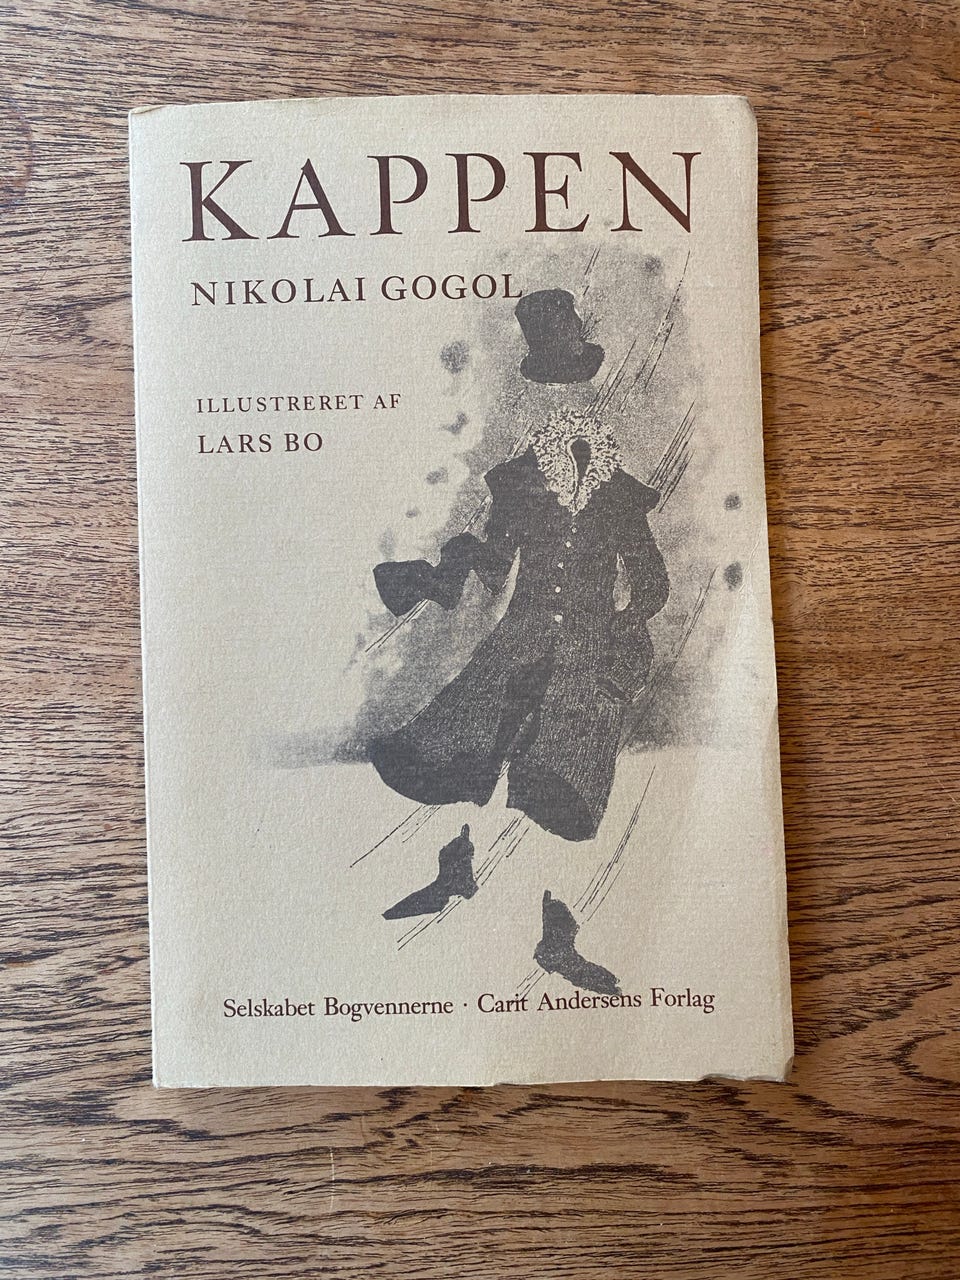 KAPPEN
NIKOLAI GOGOL
ILLUSTRERET AF
LARS BO
Selskabet Bogvennerne · Carit Andersens Forlag